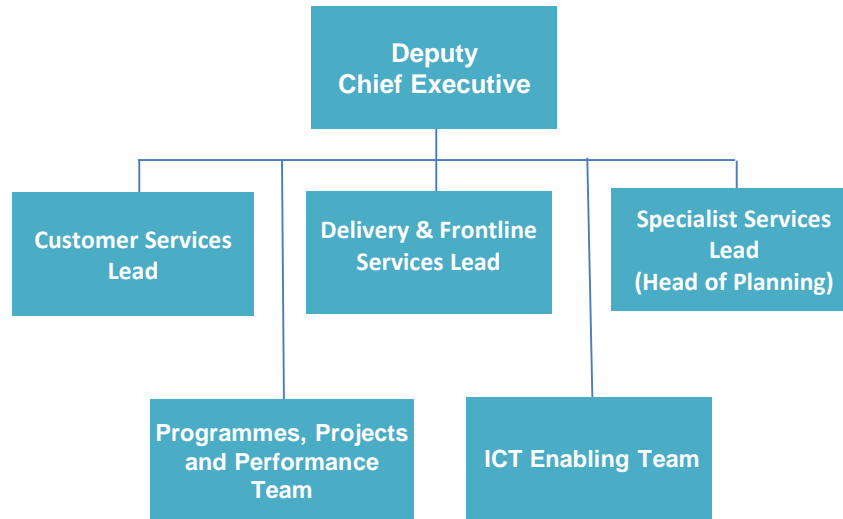 Deputy
Chief Executive
Customer Services
Lead
Delivery & Frontline
Services Lead
Specialist Services
Lead
(Head of Planning)
Programmes, Projects
and Performance
Team
ICT Enabling Team